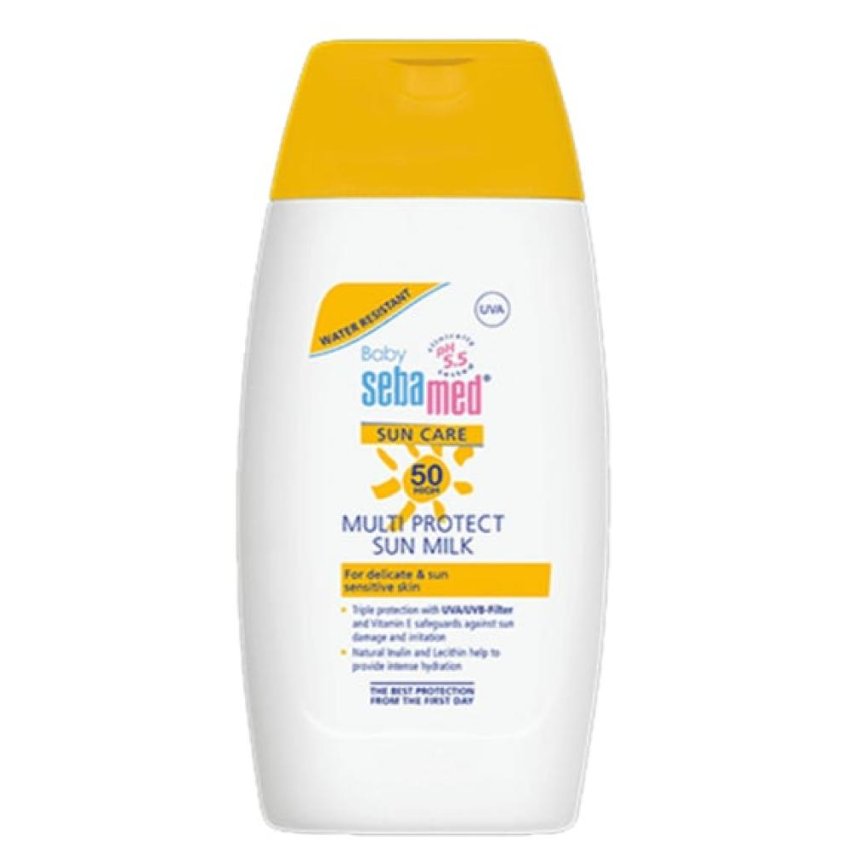 WATER RESISTANT
UVA
Baby
clinically
pH
5.5
tested
sebamed®
SUN CARE
50
HIGH
MULTI PROTECT
SUN MILK
For delicate & sun
sensitive skin
• Triple protection with UVA/UVB-Filter
and Vitamin E safeguards against sun
damage and irritation
• Natural Inulin and Lecithin help to
provide intense hydration
THE BEST PROTECTION
FROM THE FIRST DAY